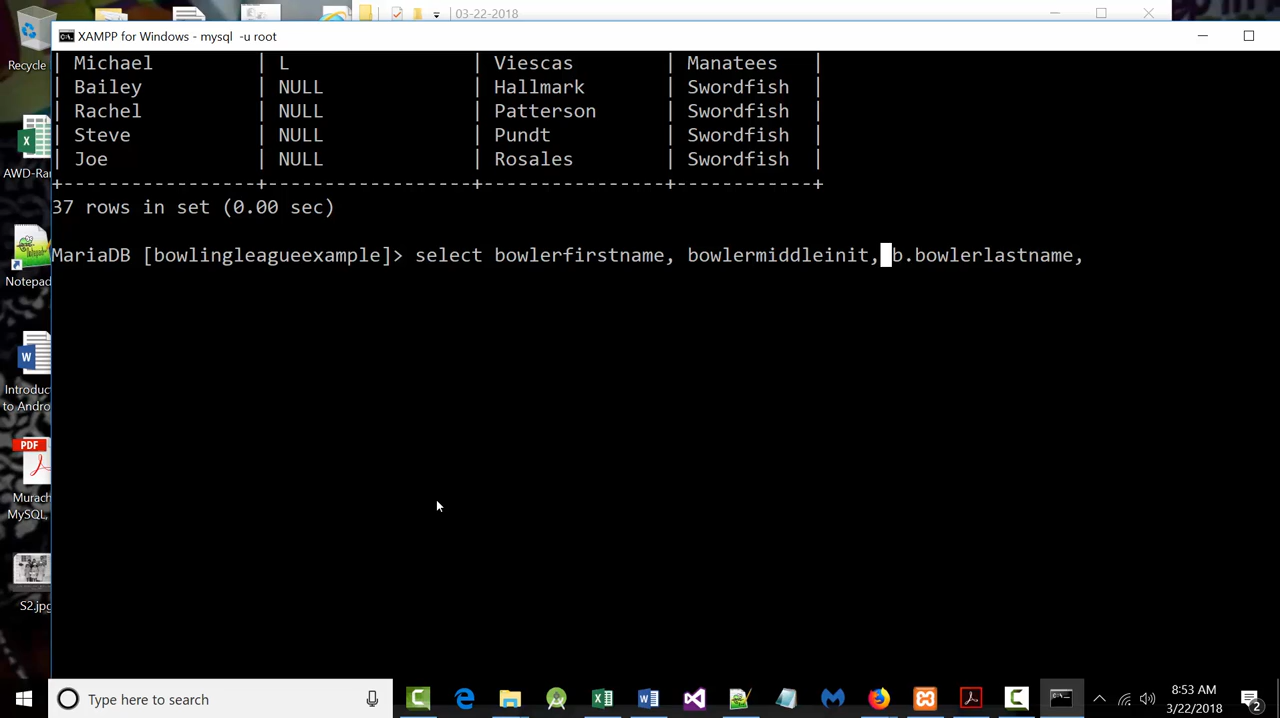 03-22-2018
XAMPP for Windows - mysql -u root
Recycle
| Michael | L | Viescas | Manatees |
| Bailey | NULL | Hallmark | Swordfish |
| Rachel | NULL | Patterson | Swordfish |
| Steve | NULL | Pundt | Swordfish |
| Joe | NULL | Rosales | Swordfish |
+-----------------+------------------+----------------+-----------+
37 rows in set (0.00 sec)
MariaDB [bowlingleagueexample]> select bowlerfirstname, bowlermiddleinit, b.bowlerlastname,
AWD-Ran
Notepad
Introduc
to Andro
PDF
Murach
MySQL,
S2.jpg
Type here to search
8:53 AM
3/22/2018
2